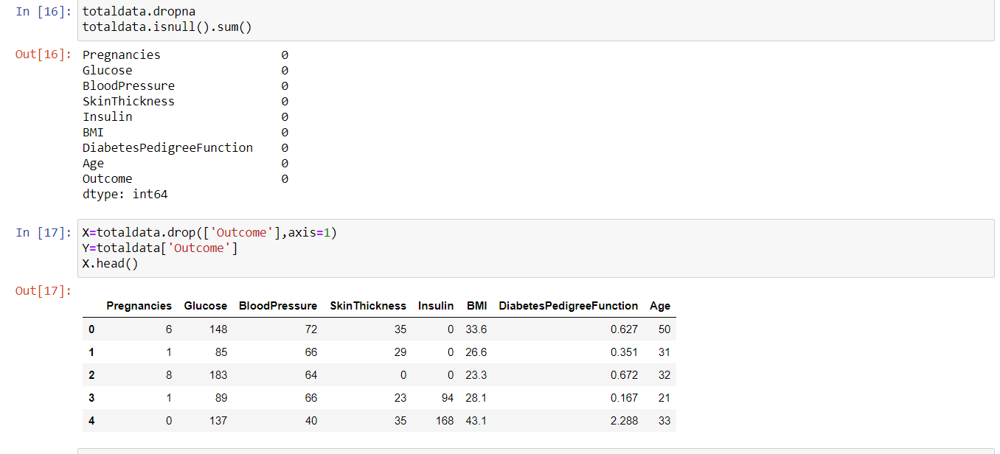 In [16]: totaldata.dropna
totaldata.isnull().sum()
Out[16]: Pregnancies 0
Glucose 0
BloodPressure 0
SkinThickness 0
Insulin 0
BMI 0
DiabetesPedigreeFunction 0
Age 0
Outcome 0
dtype: int64
In [17]: X=totaldata.drop(['Outcome'],axis=1)
Y=totaldata['Outcome']
X.head()
Out[17]:
Pregnancies Glucose BloodPressure SkinThickness Insulin BMI DiabetesPedigreeFunction Age
0 6 148 72 35 0 33.6 0.627 50
1 1 85 66 29 0 26.6 0.351 31
2 8 183 64 0 0 23.3 0.672 32
3 1 89 66 23 94 28.1 0.167 21
4 0 137 40 35 168 43.1 2.288 33